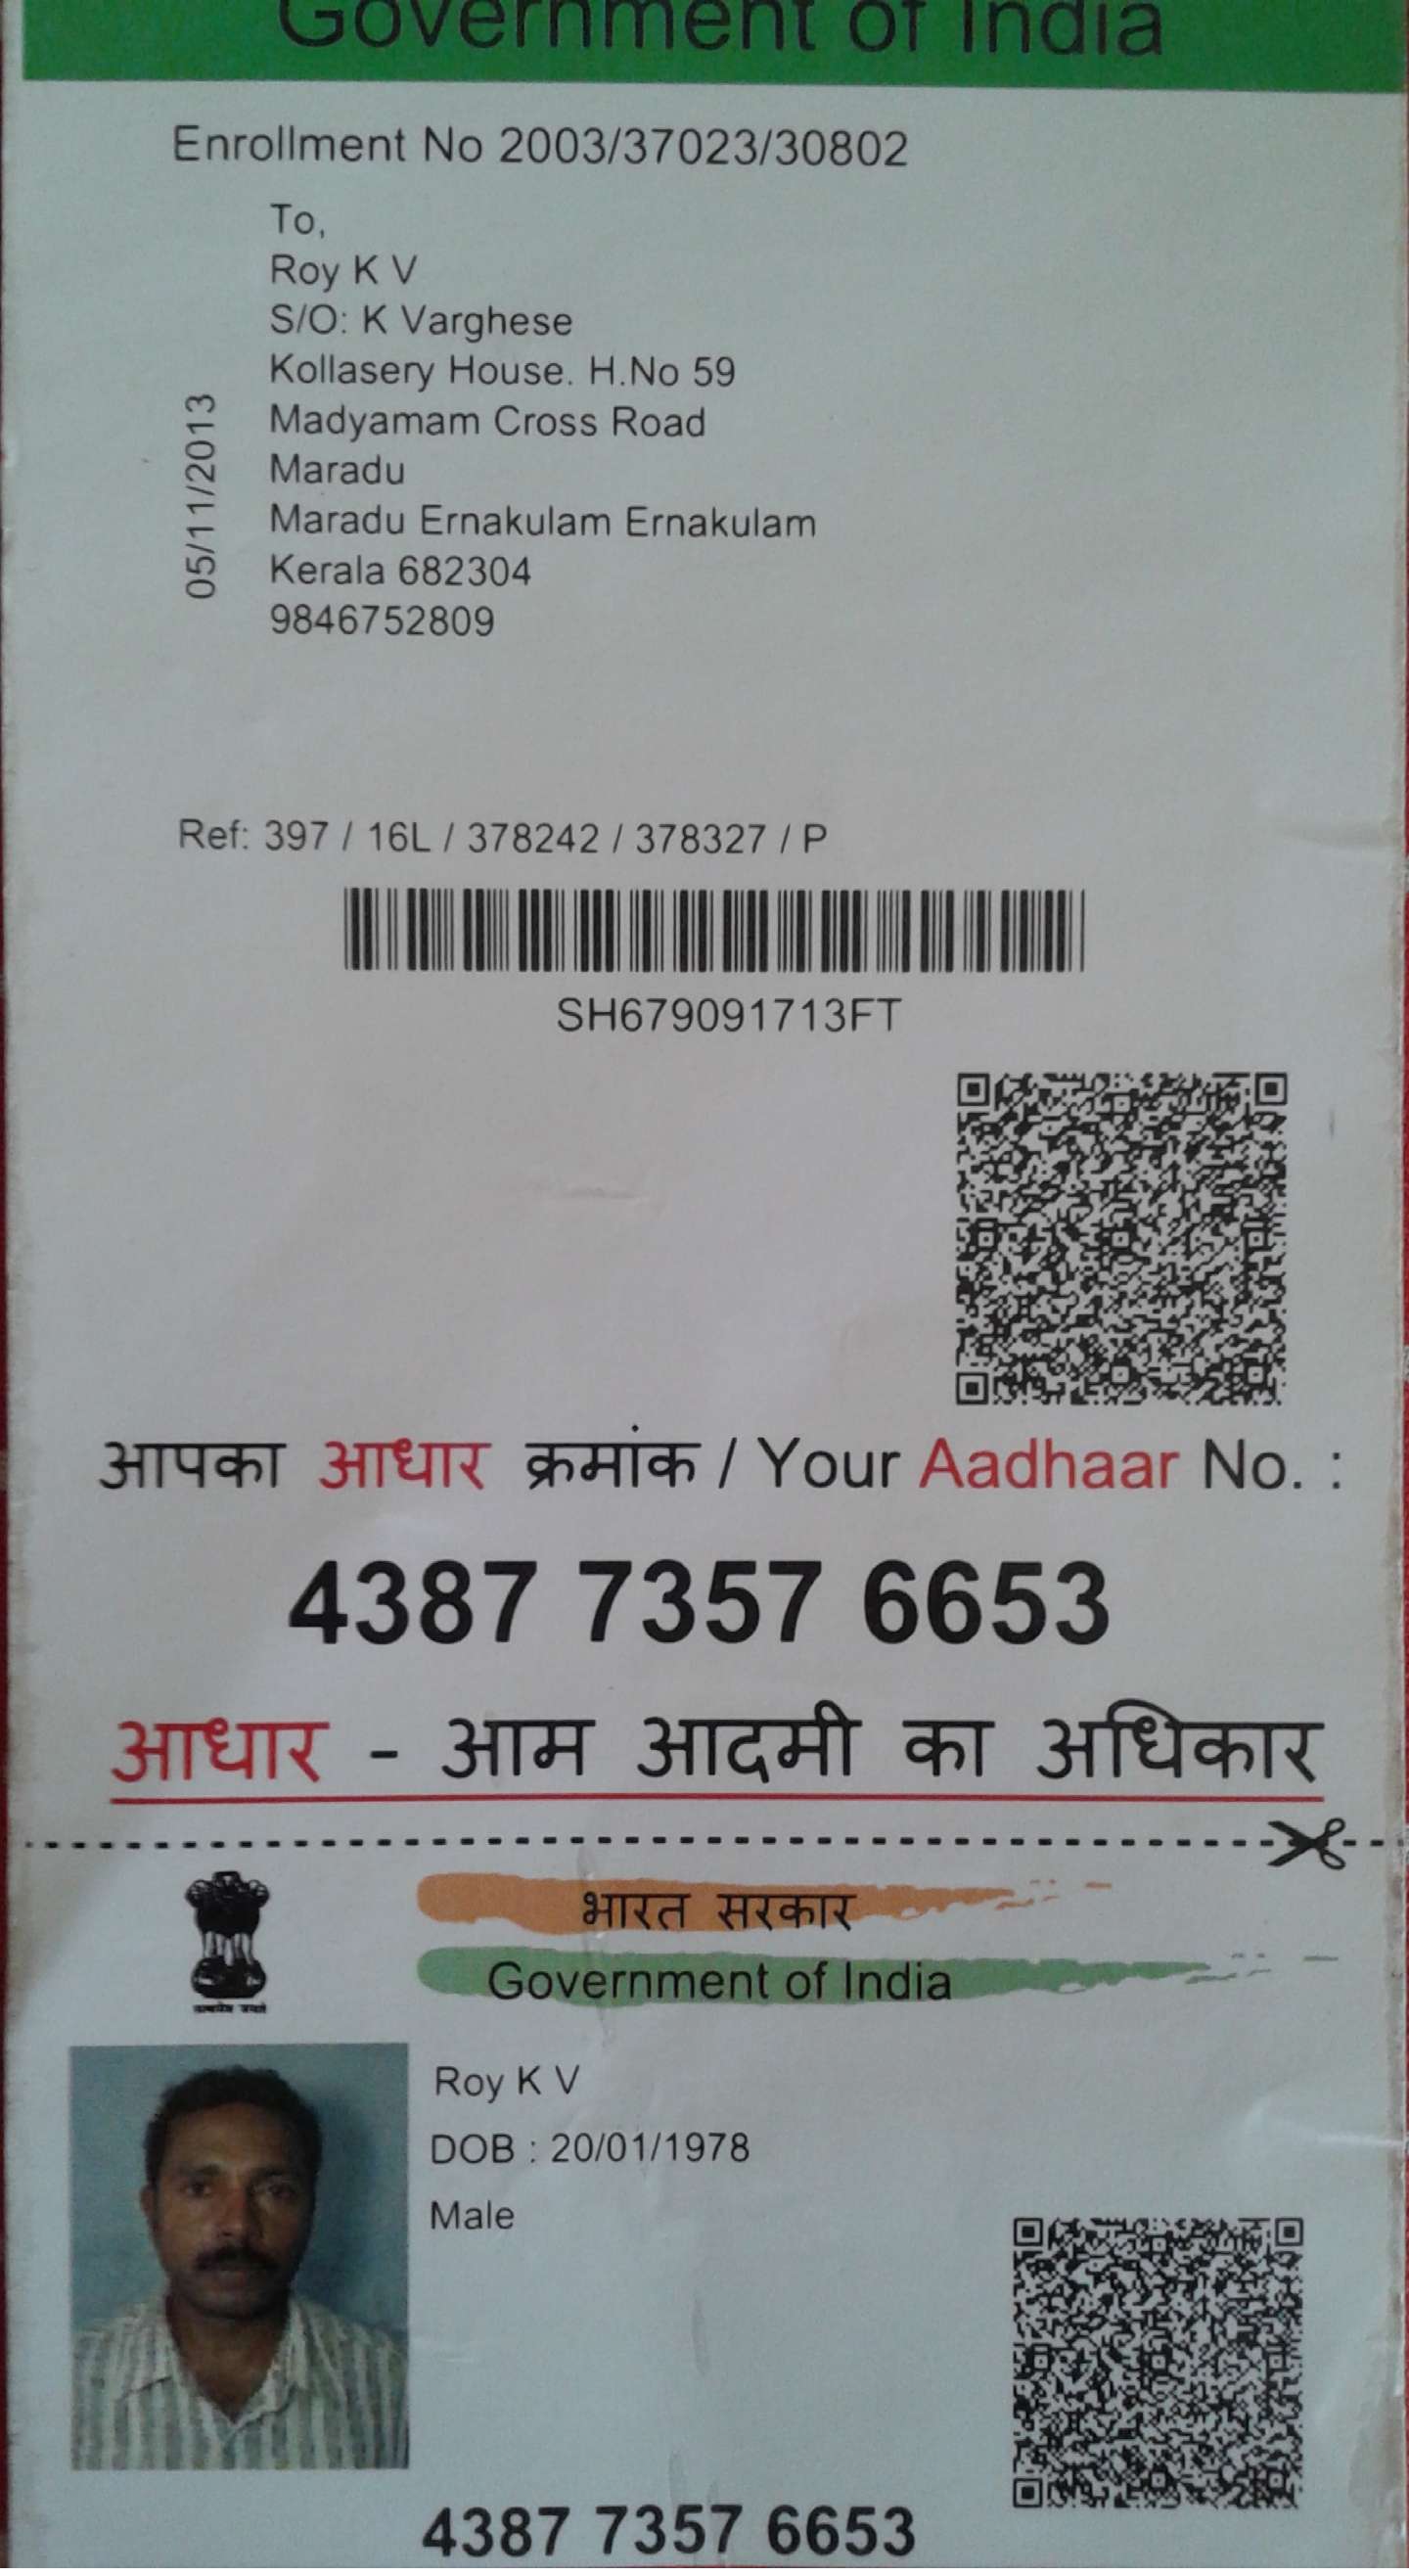 Government of India
Enrollment No 2003/37023/30802
To,
Roy K V
S/O: K Varghese
Kollasery House. H.No 59
Madyamam Cross Road
Maradu
Maradu Ernakulam Ernakulam
Kerala 682304
9846752809
05/11/2013
Ref: 397 / 16L / 378242 / 378327 / P
SH679091713FT
आपका आधार क्रमांक / Your Aadhaar No. :
4387 7357 6653
आधार - आम आदमी का अधिकार
सत्यमेव जयते
भारत सरकार
Government of India
Roy K V
DOB : 20/01/1978
Male
4387 7357 6653